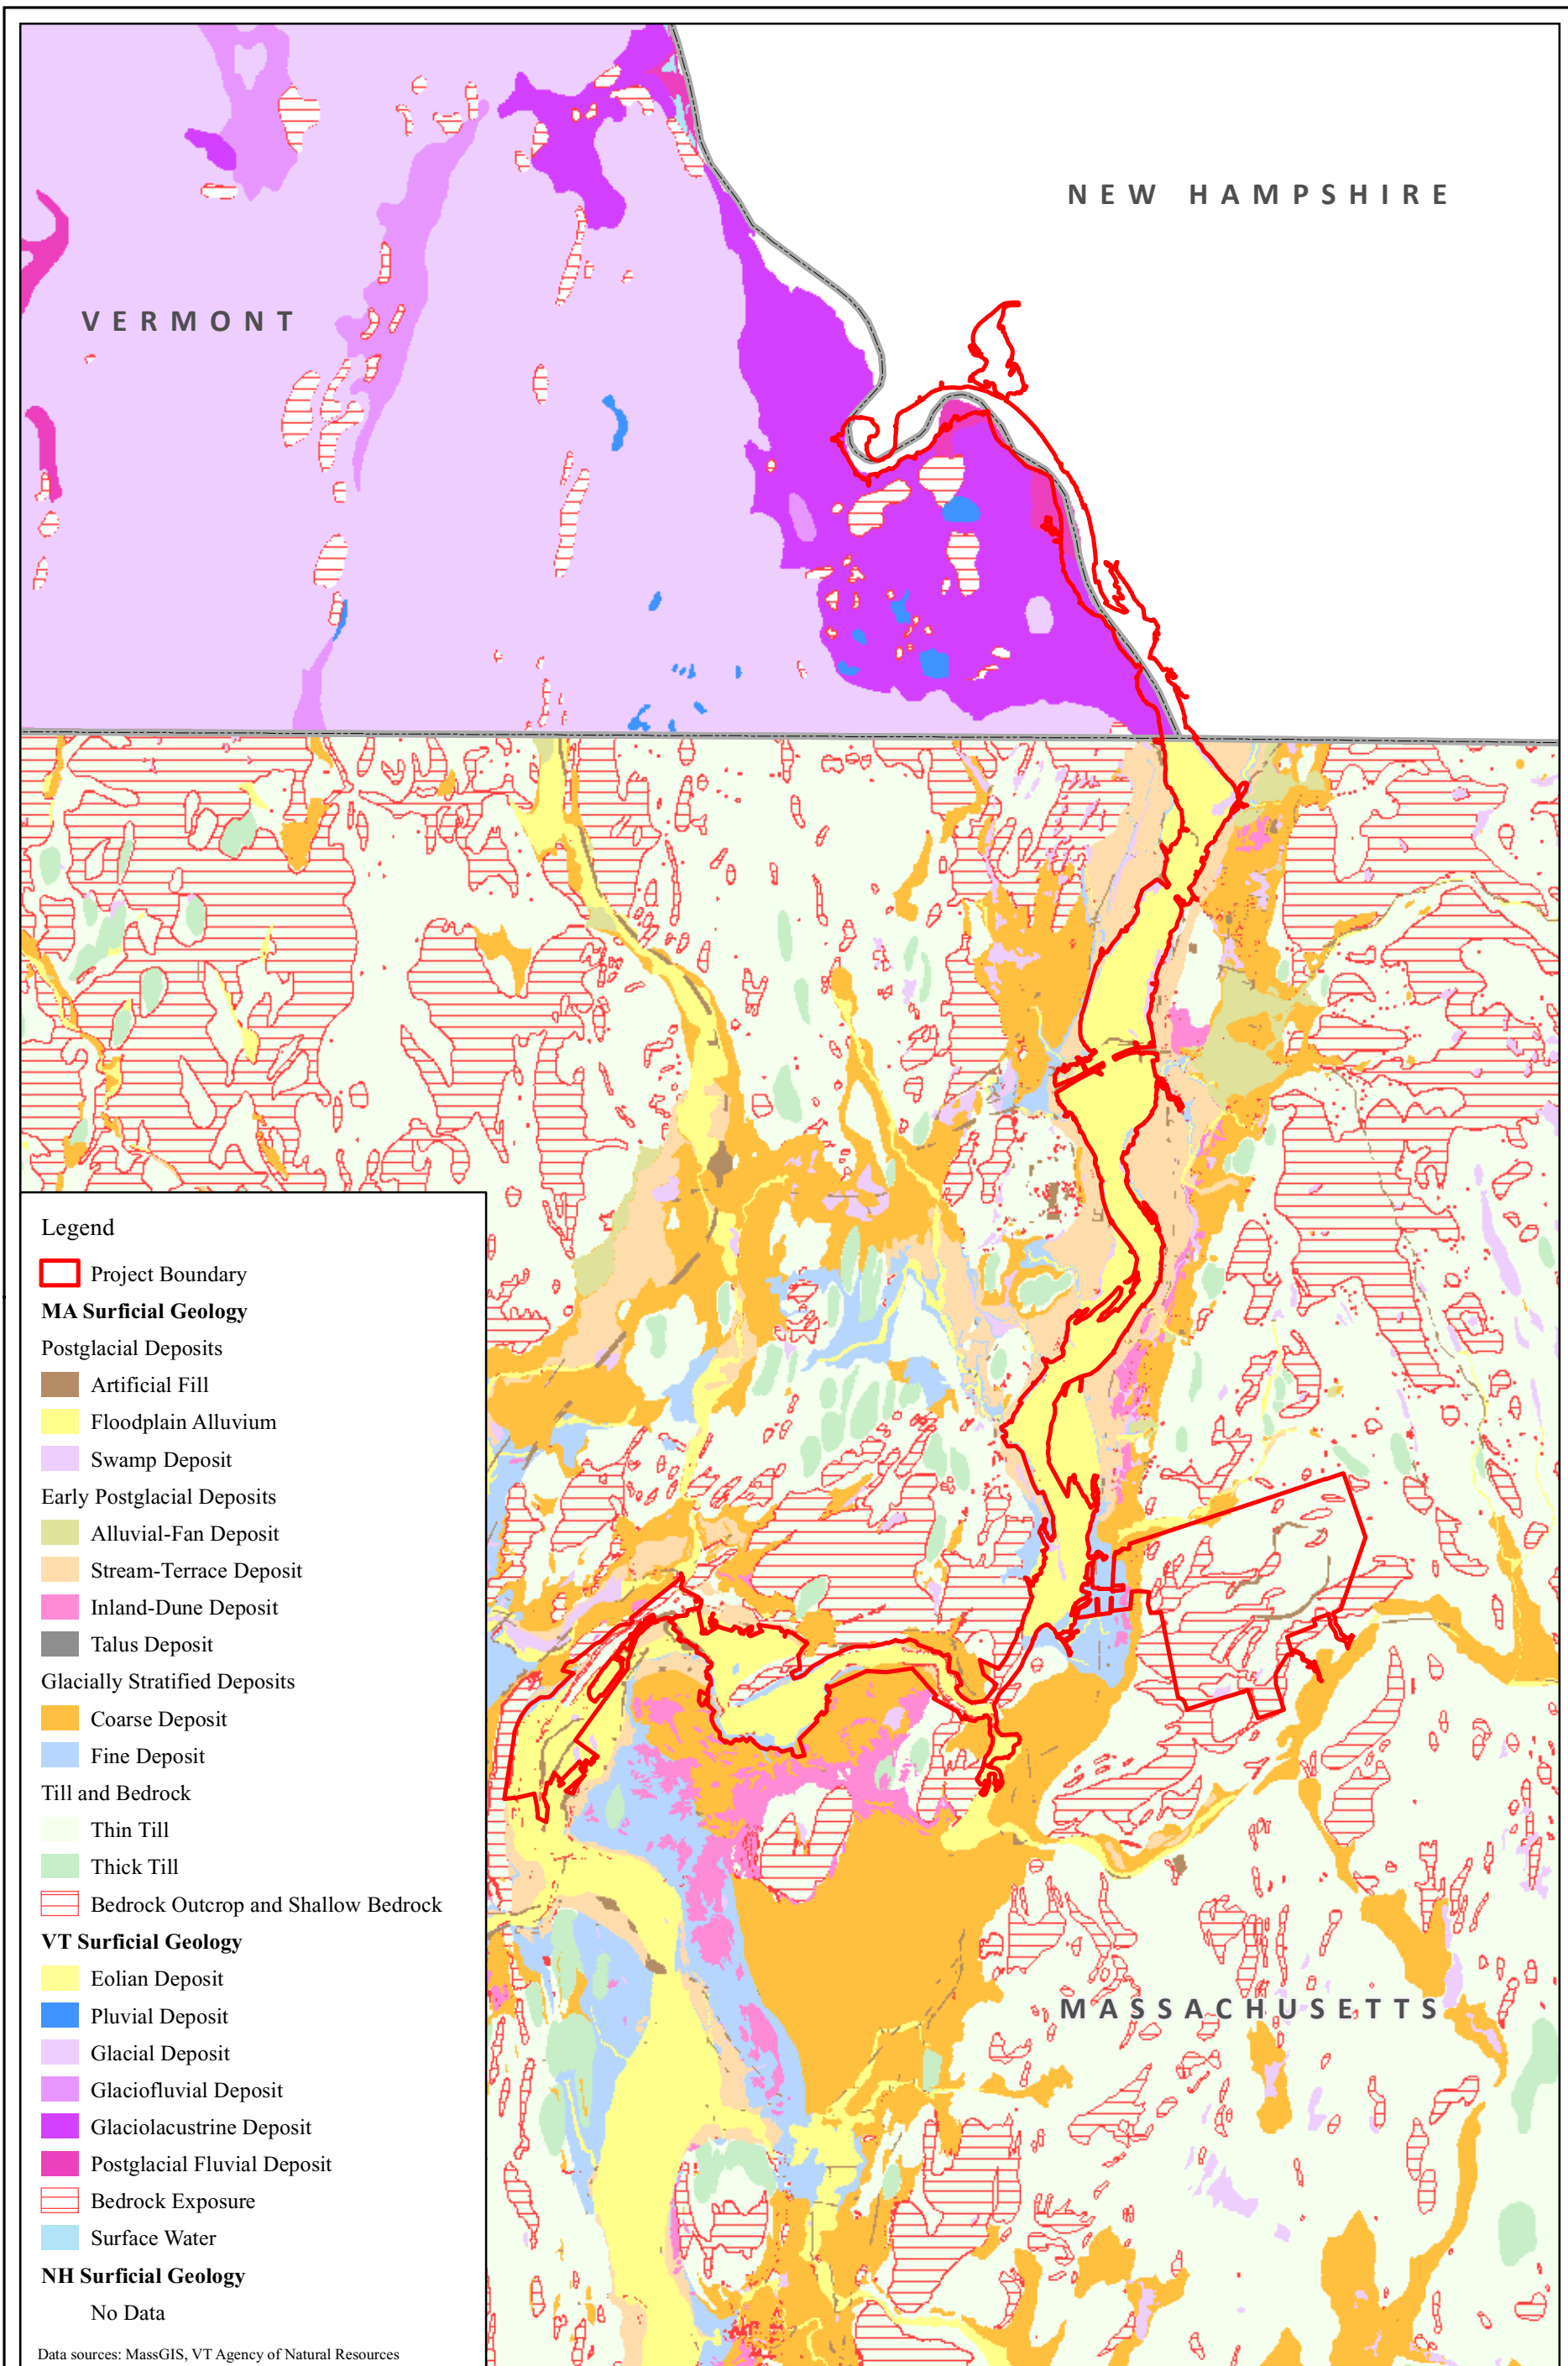 NEW HAMPSHIRE
VERMONT
Legend
Project Boundary
MA Surficial Geology
Postglacial Deposits
Artificial Fill
Floodplain Alluvium
Swamp Deposit
Early Postglacial Deposits
Alluvial-Fan Deposit
Stream-Terrace Deposit
Inland-Dune Deposit
Talus Deposit
Glacially Stratified Deposits
Coarse Deposit
Fine Deposit
Till and Bedrock
Thin Till
Thick Till
Bedrock Outcrop and Shallow Bedrock
VT Surficial Geology
Eolian Deposit
Pluvial Deposit
Glacial Deposit
Glaciofluvial Deposit
Glaciolacustrine Deposit
Postglacial Fluvial Deposit
Bedrock Exposure
Surface Water
NH Surficial Geology
No Data
Data sources: MassGIS, VT Agency of Natural Resources
MASSACHUSETTS